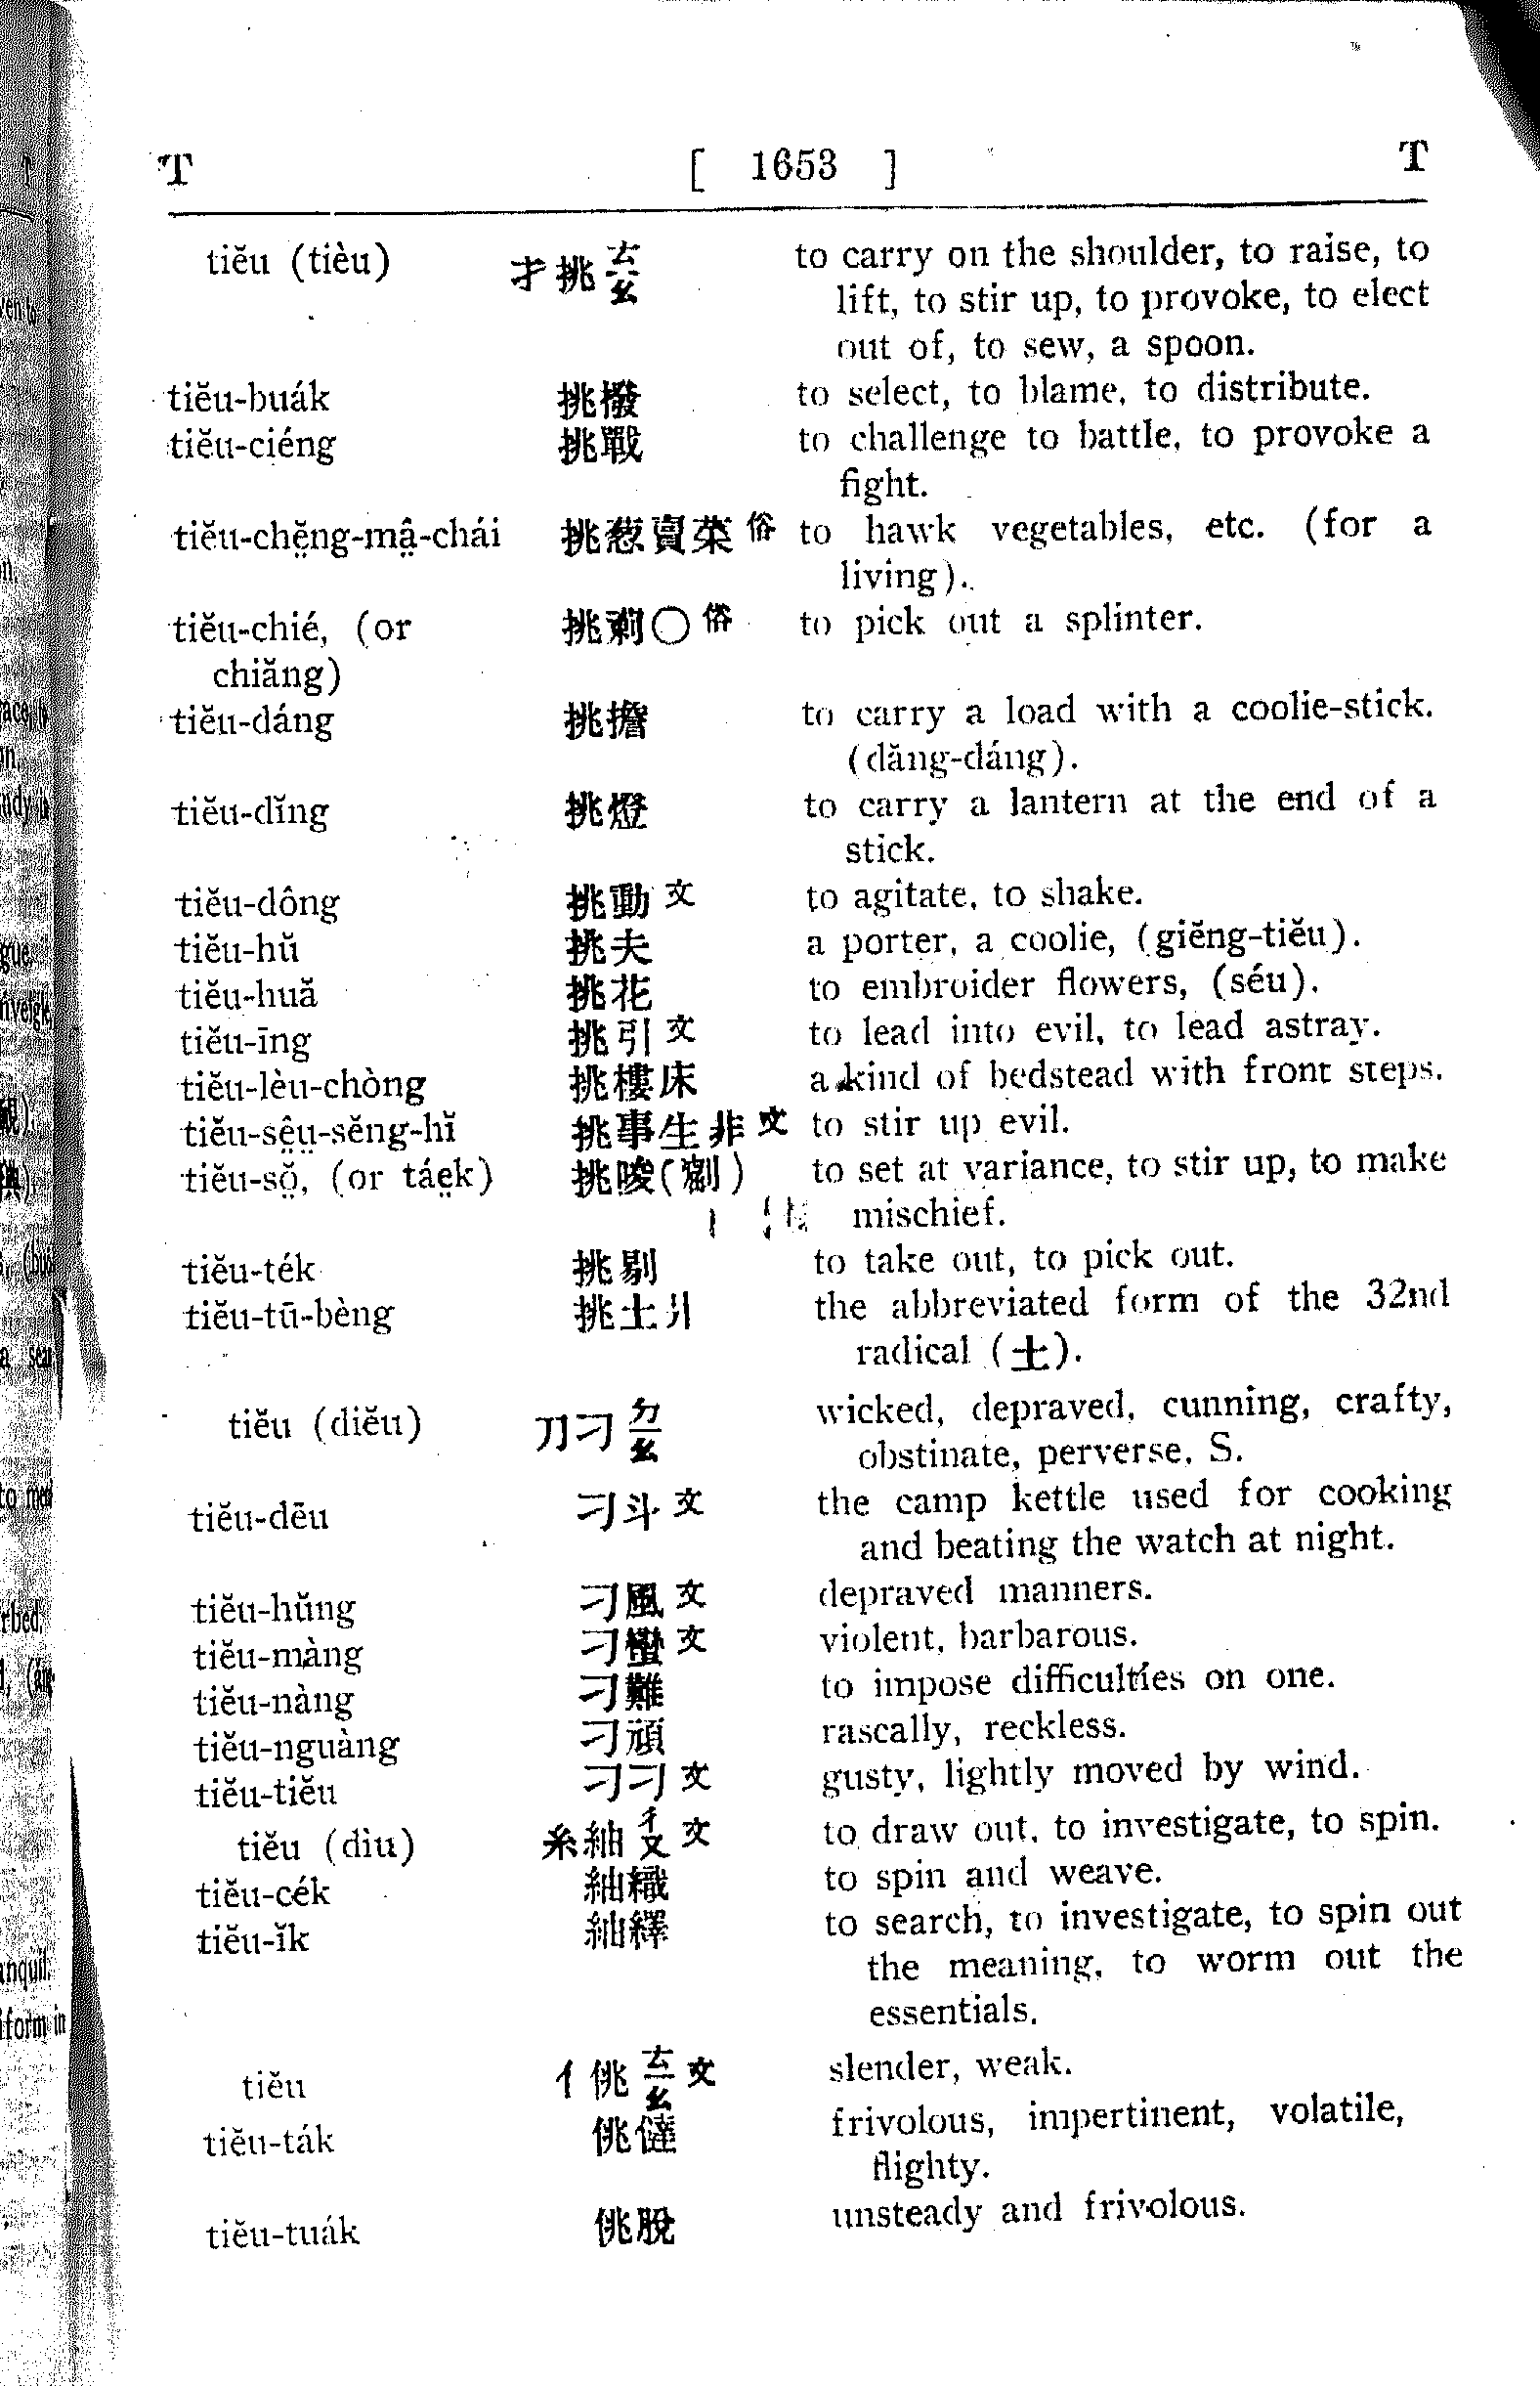 T [ 1653 ] T
tiĕu (tièu) 扌挑 ㄊㄧㄠ to carry on the shoulder, to raise, to
lift, to stir up, to provoke, to elect
out of, to sew, a spoon.
tiĕu-buák 挑撥 to select, to blame, to distribute.
tiĕu-ciéng 挑戰 to challenge to battle, to provoke a
fight.
tiĕu-chĕ̤ng-mâ̤-chái 挑葱賣菜俗 to hawk vegetables, etc. (for a
living).
tiĕu-chié, (or 挑刺〇俗 to pick out a splinter.
chiăng)
tiĕu-dáng 挑擔 to carry a load with a coolie-stick.
(dăng-dáng).
tiĕu-dĭng 挑燈 to carry a lantern at the end of a
stick.
tiĕu-dông 挑動文 to agitate, to shake.
tiĕu-hŭ 挑夫 a porter, a coolie, (giĕng-tiĕu).
tiĕu-huă 挑花 to embroider flowers, (séu).
tiĕu-īng 挑引文 to lead into evil, to lead astray.
tiĕu-lèu-chòng 挑樓床 a kind of bedstead with front steps.
tiĕu-sê̤ṳ-sĕng-hĭ 挑事生非文 to stir up evil.
tiĕu-sŏ̤, (or táe̤k) 挑唆( ) to set at variance, to stir up, to make
mischief.
tiĕu-ték 挑剔 to take out, to pick out.
tiĕu-tū-bèng 挑土爿 the abbreviated form of the 32nd
radical (土).
tiĕu (diĕu) 刀刁 ㄉㄧㄠ wicked, depraved, cunning, crafty,
obstinate, perverse, S.
tiĕu-dēu 刁斗文 the camp kettle used for cooking
and beating the watch at night.
tiĕu-hŭng 刁風文 depraved manners.
tiĕu-màng 刁蠻文 violent, barbarous.
tiĕu-nàng 刁難 to impose difficulties on one.
tiĕu-nguàng 刁頑 rascally, reckless.
tiĕu-tiĕu 刁刁文 gusty, lightly moved by wind.
tiĕu (diu) 糸紬 ㄔㄡ文 to draw out, to investigate, to spin.
tiĕu-cék 紬織 to spin and weave.
tiĕu-ĭk 紬繹 to search, to investigate, to spin out
the meaning, to worm out the
essentials.
tiĕu 亻佻 ㄊㄧㄠ文 slender, weak.
tiĕu-ták 佻㒓 frivolous, impertinent, volatile,
flighty.
tiĕu-tuák 佻脫 unsteady and frivolous.